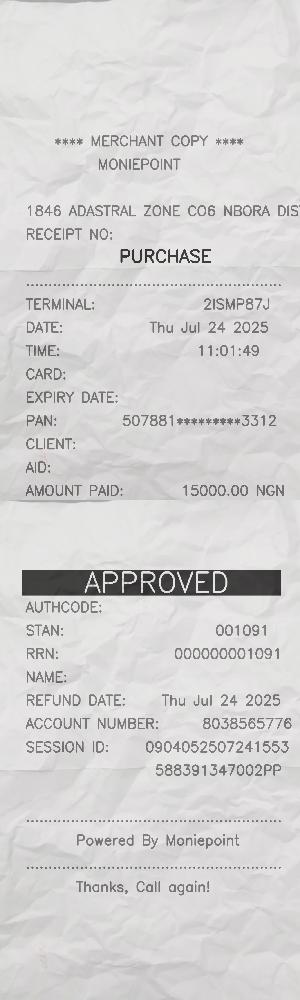 **** MERCHANT COPY ****
MONIEPOINT
1846 ADASTRAL ZONE CO6 NBORA DIS
RECEIPT NO:
PURCHASE
TERMINAL: 2ISMP87J
DATE: Thu Jul 24 2025
TIME: 11:01:49
CARD:
EXPIRY DATE:
PAN: 507881*********3312
CLIENT:
AID:
AMOUNT PAID: 15000.00 NGN
APPROVED
AUTHCODE:
STAN: 001091
RRN: 000000001091
NAME:
REFUND DATE: Thu Jul 24 2025
ACCOUNT NUMBER: 8038565776
SESSION ID: 0904052507241553
588391347002PP
Powered By Moniepoint
Thanks, Call again!